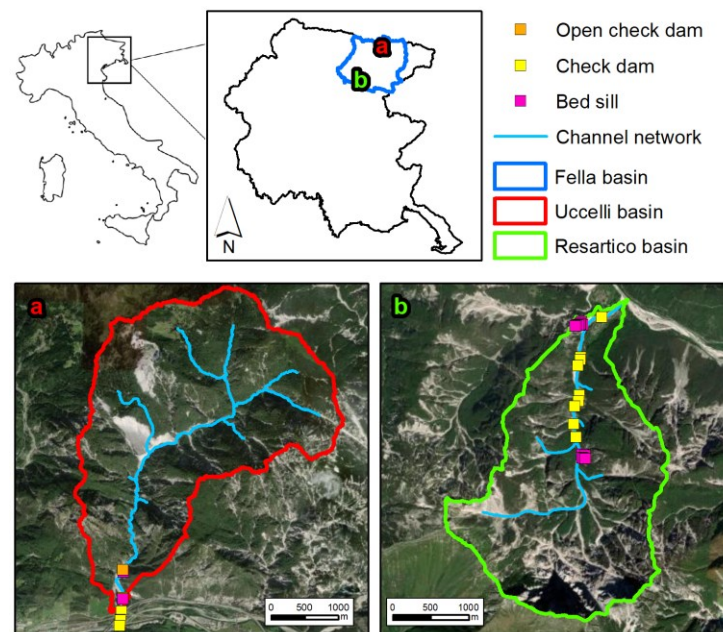 a
b
N
Open check dam
Check dam
Bed sill
Channel network
Fella basin
Uccelli basin
Resartico basin
a
0 500 1000 m
b
0 500 1000 m